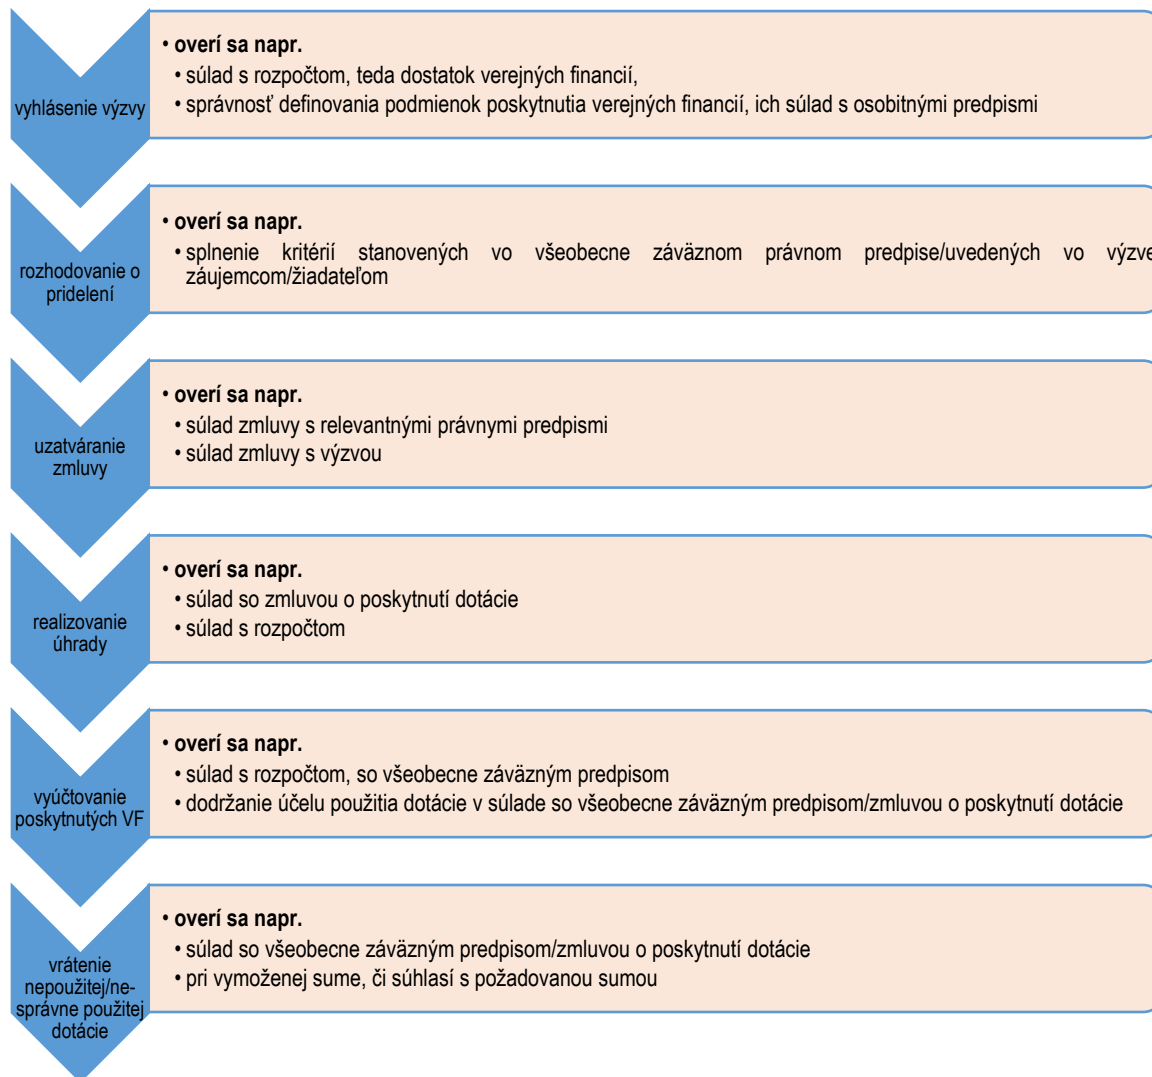 vyhlásenie výzvy
• overí sa napr.
• súlad s rozpočtom, teda dostatok verejných financií,
• správnosť definovania podmienok poskytnutia verejných financií, ich súlad s osobitnými predpismi
rozhodovanie o
pridelení
• overí sa napr.
• splnenie kritérií stanovených vo všeobecne záväznom právnom predpise/uvedených vo výzve
záujemcom/žiadateľom
uzatváranie
zmluvy
• overí sa napr.
• súlad zmluvy s relevantnými právnymi predpismi
• súlad zmluvy s výzvou
realizovanie
úhrady
• overí sa napr.
• súlad so zmluvou o poskytnutí dotácie
• súlad s rozpočtom
vyúčtovanie
poskytnutých VF
• overí sa napr.
• súlad s rozpočtom, so všeobecne záväzným predpisom
• dodržanie účelu použitia dotácie v súlade so všeobecne záväzným predpisom/zmluvou o poskytnutí dotácie
vrátenie
nepoužitej/ne-
správne použitej
dotácie
• overí sa napr.
• súlad so všeobecne záväzným predpisom/zmluvou o poskytnutí dotácie
• pri vymoženej sume, či súhlasí s požadovanou sumou